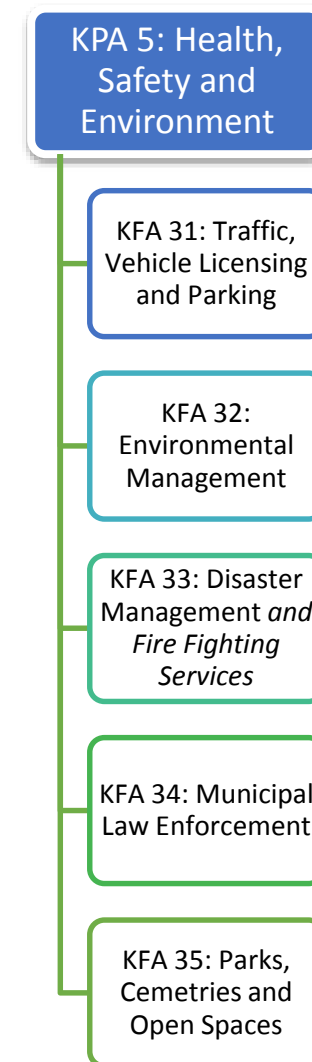 KPA 5: Health,
Safety and
Environment
KFA 31: Traffic,
Vehicle Licensing
and Parking
KFA 32:
Environmental
Management
KFA 33: Disaster
Management and
Fire Fighting
Services
KFA 34: Municipal
Law Enforcement
KFA 35: Parks,
Cemetries and
Open Spaces